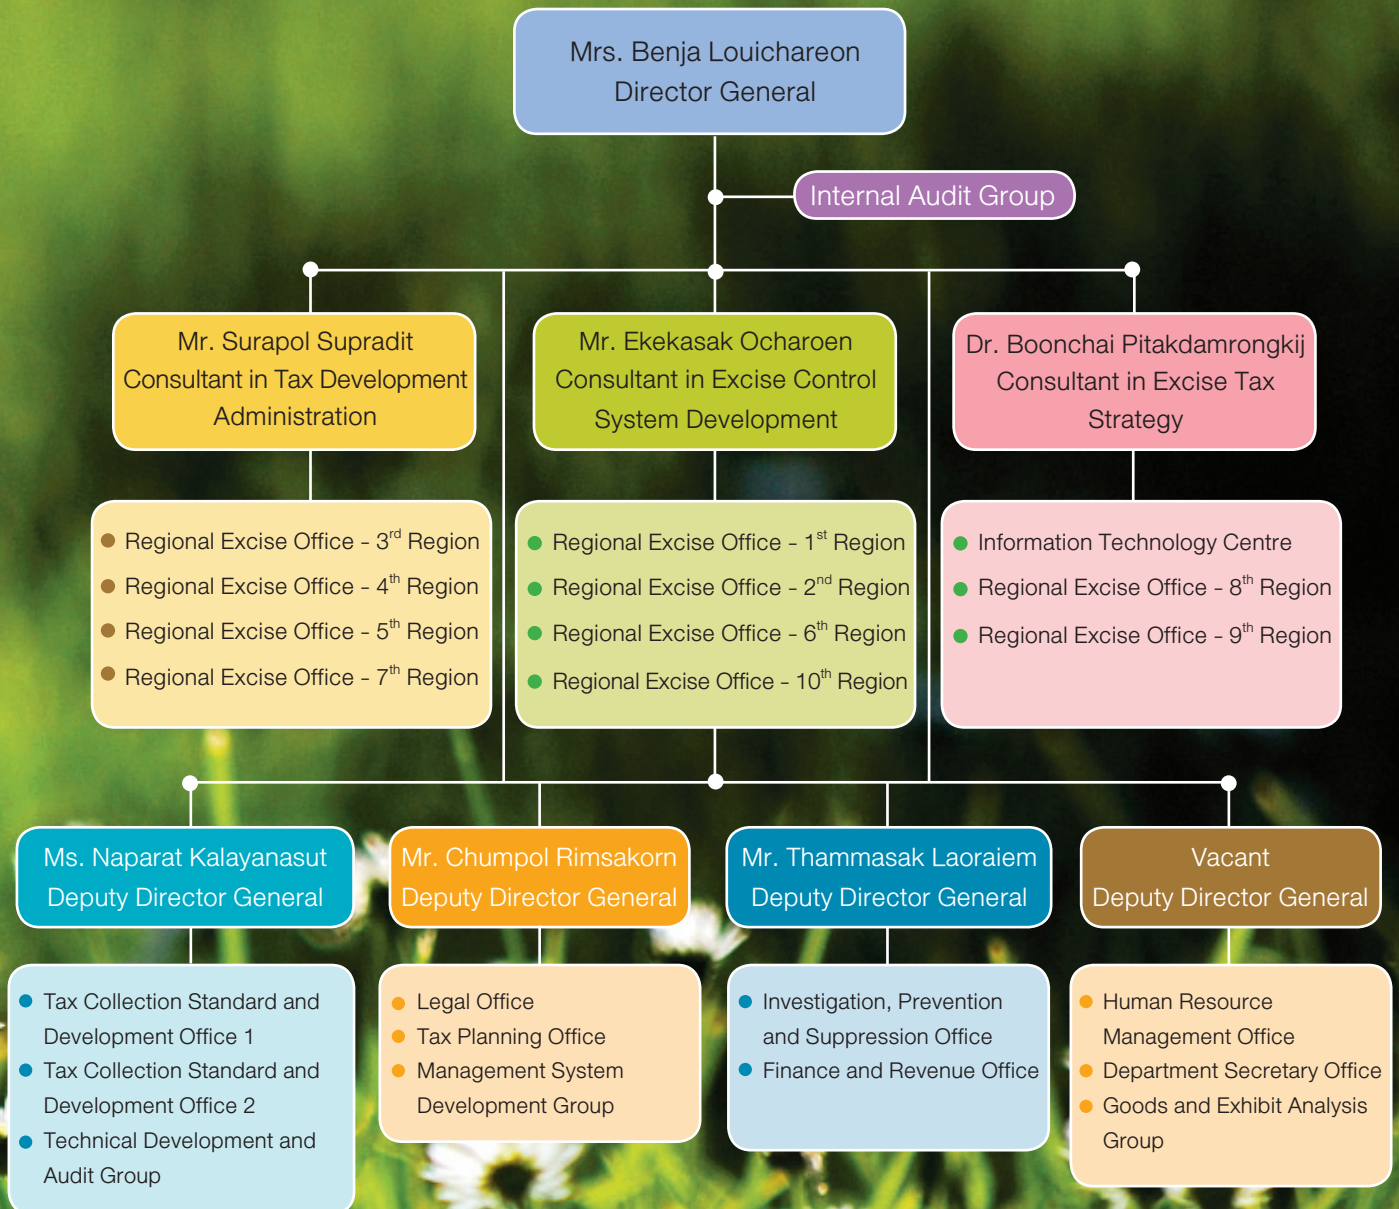 Mrs. Benja Louichareon
Director General
Internal Audit Group
Mr. Surapol Supradit
Consultant in Tax Development
Administration
Mr. Ekekasak Ocharoen
Consultant in Excise Control
System Development
Dr. Boonchai Pitakdamrongkij
Consultant in Excise Tax
Strategy
Regional Excise Office - 3rd Region
Regional Excise Office - 4th Region
Regional Excise Office - 5th Region
Regional Excise Office - 7th Region
Regional Excise Office - 1st Region
Regional Excise Office - 2nd Region
Regional Excise Office - 6th Region
Regional Excise Office - 10th Region
Information Technology Centre
Regional Excise Office - 8th Region
Regional Excise Office - 9th Region
Ms. Naparat Kalayanasut
Deputy Director General
Mr. Chumpol Rimsakorn
Deputy Director General
Mr. Thammasak Laoraiem
Deputy Director General
Vacant
Deputy Director General
Tax Collection Standard and
Development Office 1
Tax Collection Standard and
Development Office 2
Technical Development and
Audit Group
Legal Office
Tax Planning Office
Management System
Development Group
Investigation, Prevention
and Suppression Office
Finance and Revenue Office
Human Resource
Management Office
Department Secretary Office
Goods and Exhibit Analysis
Group